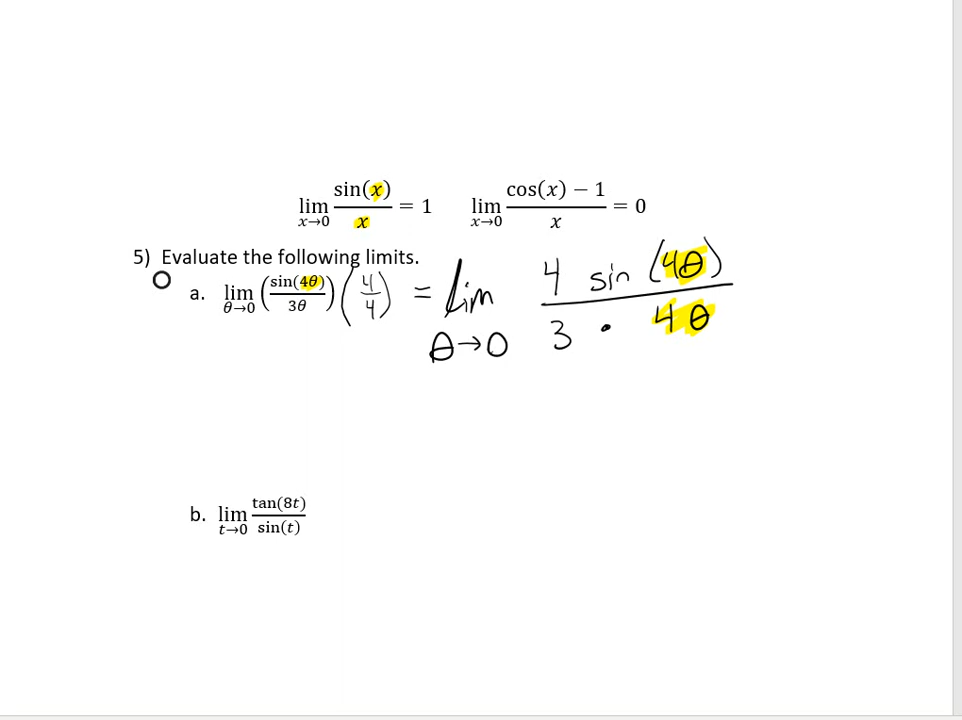 lim x→0 sin(x)/x = 1 lim x→0 (cos(x) − 1)/x = 0
5) Evaluate the following limits.
a. lim θ→0 (sin(4θ)/3θ) (4/4) = lim θ→0 4 sin (4θ) / 3 · 4θ
b. lim t→0 tan(8t)/sin(t)